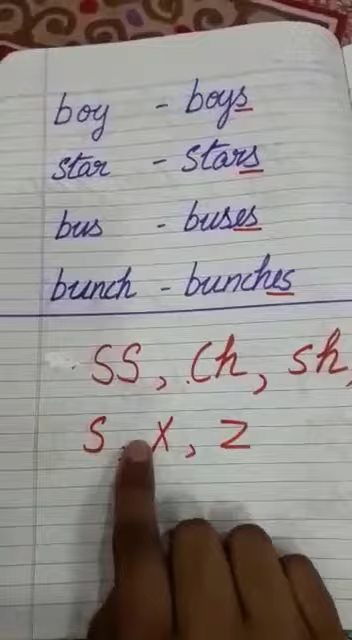 boy - boys
star - stars
bus - buses
bunch - bunches
SS, Ch, sh,
S, X, Z